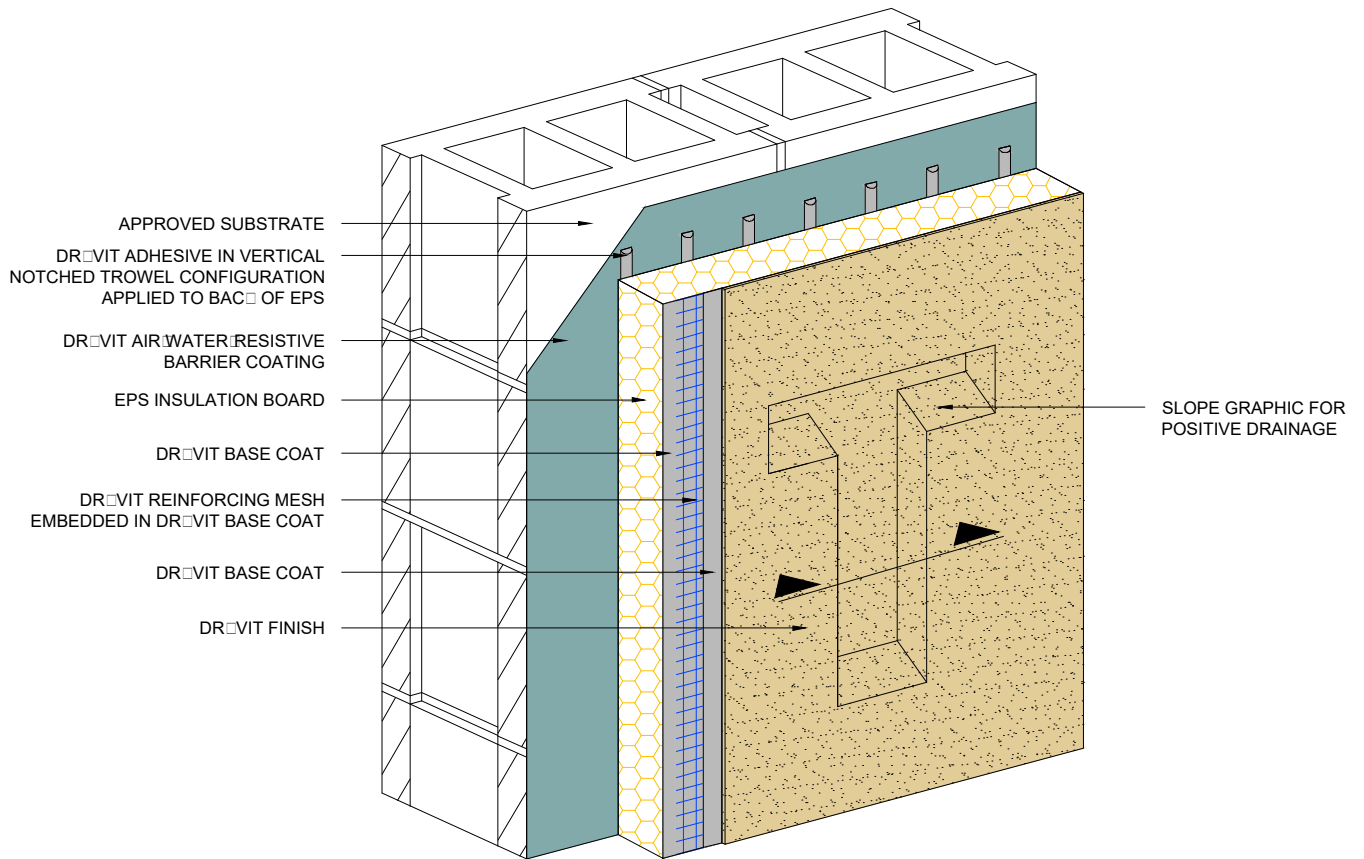 APPROVED SUBSTRATE
DR□VIT ADHESIVE IN VERTICAL
NOTCHED TROWEL CONFIGURATION
APPLIED TO BAC□ OF EPS
DR□VIT AIR□WATER□RESISTIVE
BARRIER COATING
EPS INSULATION BOARD
DR□VIT BASE COAT
DR□VIT REINFORCING MESH
EMBEDDED IN DR□VIT BASE COAT
DR□VIT BASE COAT
DR□VIT FINISH
SLOPE GRAPHIC FOR
POSITIVE DRAINAGE